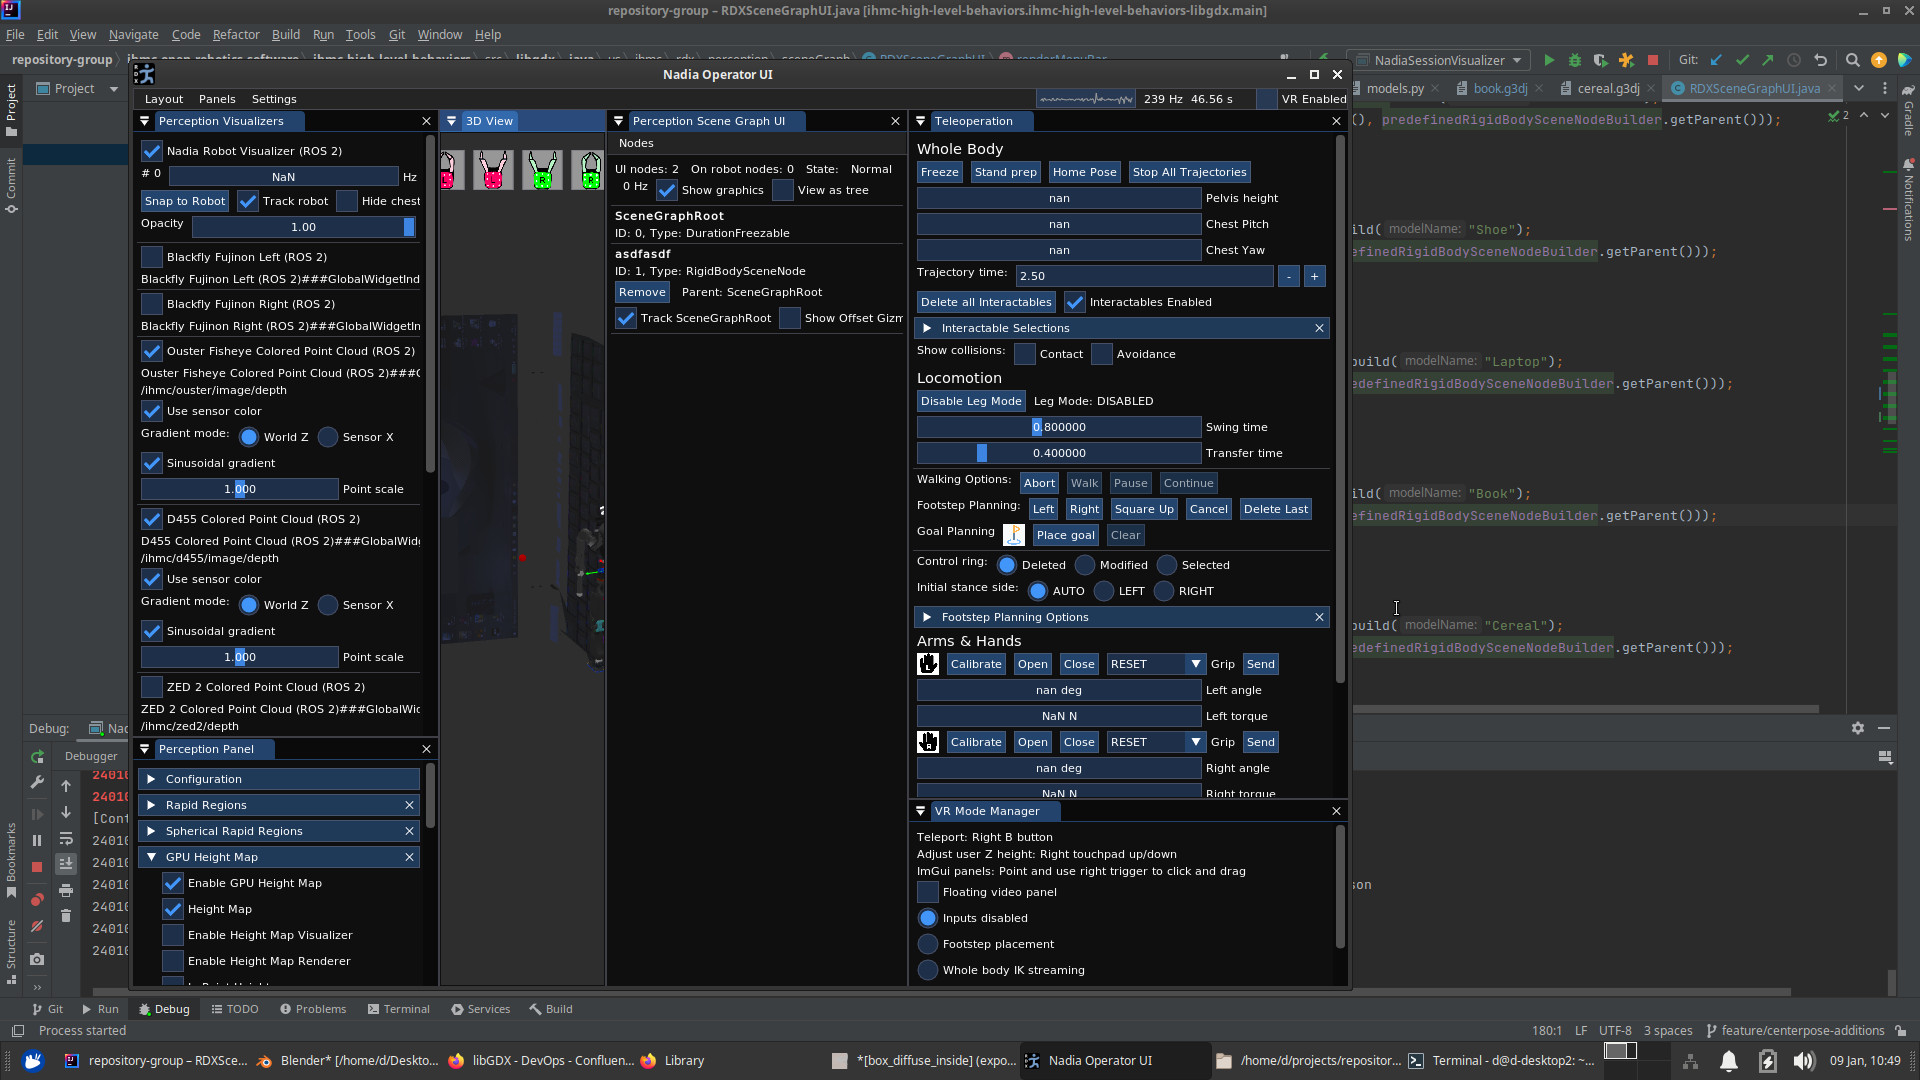 repository-group – RDXSceneGraphUI.java [ihmc-high-level-behaviors.ihmc-high-level-behaviors-libgdx.main]
File Edit View Navigate Code Refactor Build Run Tools Git Window Help
repository-group
NadiaSessionVisualizer
Git:
Nadia Operator UI
Project
models.py
book.g3dj
cereal.g3dj
RDXSceneGraphUI.java
Layout Panels Settings
239 Hz 46.56 s
VR Enabled
Perception Visualizers
Nadia Robot Visualizer (ROS 2)
# 0
NaN
Hz
Snap to Robot
Track robot
Hide chest
Opacity
1.00
Blackfly Fujinon Left (ROS 2)
Blackfly Fujinon Left (ROS 2)###GlobalWidgetInd
Blackfly Fujinon Right (ROS 2)
Blackfly Fujinon Right (ROS 2)###GlobalWidgetIn
Ouster Fisheye Colored Point Cloud (ROS 2)
Ouster Fisheye Colored Point Cloud (ROS 2)###G
/ihmc/ouster/image/depth
Use sensor color
Gradient mode:
World Z
Sensor X
Sinusoidal gradient
1.000
Point scale
D455 Colored Point Cloud (ROS 2)
D455 Colored Point Cloud (ROS 2)###GlobalWidg
/ihmc/d455/image/depth
Use sensor color
Gradient mode:
World Z
Sensor X
Sinusoidal gradient
1.000
Point scale
ZED 2 Colored Point Cloud (ROS 2)
ZED 2 Colored Point Cloud (ROS 2)###GlobalWid
/ihmc/zed2/depth
Perception Panel
Configuration
Rapid Regions
Spherical Rapid Regions
GPU Height Map
Enable GPU Height Map
Height Map
Enable Height Map Visualizer
Enable Height Map Renderer
3D View
Perception Scene Graph UI
Nodes
UI nodes: 2 On robot nodes: 0 State: Normal
0 Hz
Show graphics
View as tree
SceneGraphRoot
ID: 0, Type: DurationFreezable
asdfasdf
ID: 1, Type: RigidBodySceneNode
Remove
Parent: SceneGraphRoot
Track SceneGraphRoot
Show Offset Gizm
Teleoperation
Whole Body
Freeze
Stand prep
Home Pose
Stop All Trajectories
nan
Pelvis height
nan
Chest Pitch
nan
Chest Yaw
Trajectory time:
2.50
-
+
Delete all Interactables
Interactables Enabled
Interactable Selections
Show collisions:
Contact
Avoidance
Locomotion
Disable Leg Mode
Leg Mode: DISABLED
0.800000
Swing time
0.400000
Transfer time
Walking Options:
Abort
Walk
Pause
Continue
Footstep Planning:
Left
Right
Square Up
Cancel
Delete Last
Goal Planning
Place goal
Clear
Control ring:
Deleted
Modified
Selected
Initial stance side:
AUTO
LEFT
RIGHT
Footstep Planning Options
Arms & Hands
L
Calibrate
Open
Close
RESET
Grip
Send
nan deg
Left angle
NaN N
Left torque
R
Calibrate
Open
Close
RESET
Grip
Send
nan deg
Right angle
NaN N
Right torque
VR Mode Manager
Teleport: Right B button
Adjust user Z height: Right touchpad up/down
ImGui panels: Point and use right trigger to click and drag
Floating video panel
Inputs disabled
Footstep placement
Whole body IK streaming
(), predefinedRigidBodySceneNodeBuilder.getParent()));
2
ild( modelName: "Shoe");
efinedRigidBodySceneNodeBuilder.getParent()));
build( modelName: "Laptop");
edefinedRigidBodySceneNodeBuilder.getParent()));
ild( modelName: "Book");
efinedRigidBodySceneNodeBuilder.getParent()));
build( modelName: "Cereal");
edefinedRigidBodySceneNodeBuilder.getParent()));
son
Project
Commit
Bookmarks
Structure
Gradle
Notifications
Debug:
Nac
Debugger
24010
24010
[Cont
24010
24010
24010
24010
24010
24010
Git
Run
Debug
TODO
Problems
Terminal
Services
Build
Process started
180:1 LF UTF-8 3 spaces feature/centerpose-additions
repository-group – RDXSce...
Blender* [/home/d/Deskto...
libGDX - DevOps - Confluen...
Library
*[box_diffuse_inside] (expo...
Nadia Operator UI
/home/d/projects/repositor...
Terminal - d@d-desktop2: ~...
09 Jan, 10:49